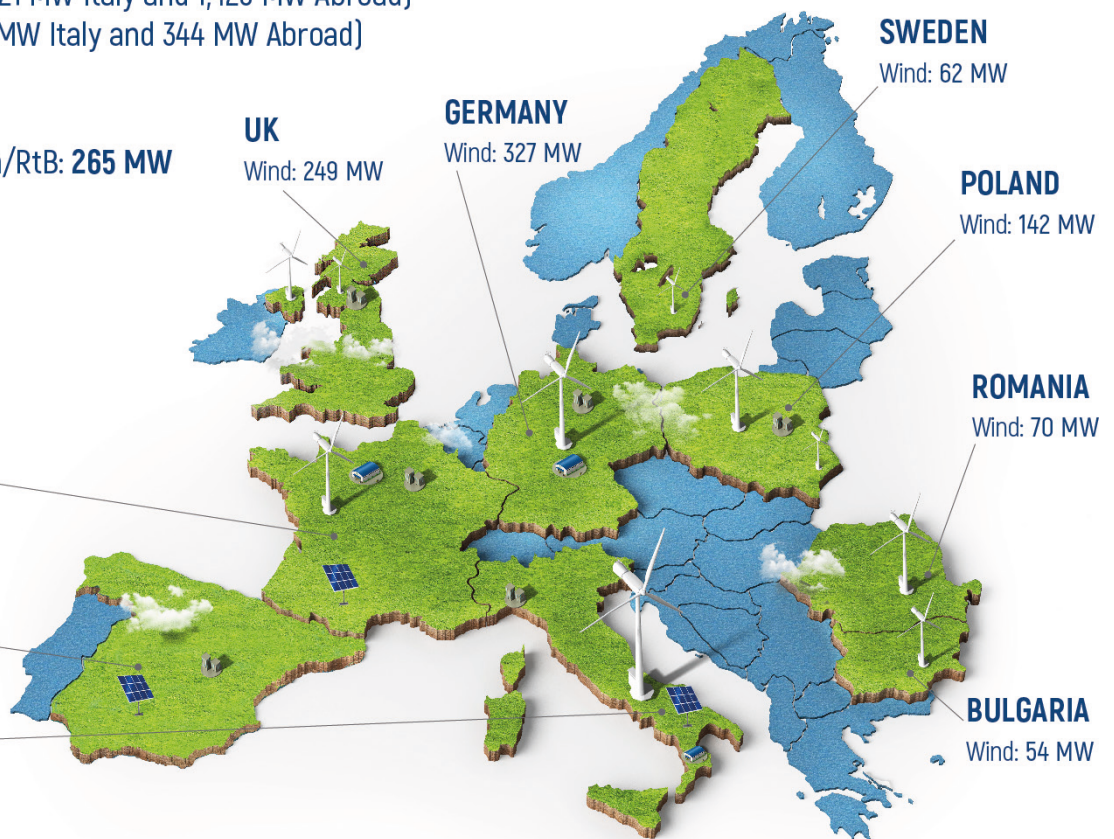 MW Italy and 344 MW Abroad)
/RtB: 265 MW
UK
Wind: 249 MW
GERMANY
Wind: 327 MW
SWEDEN
Wind: 62 MW
POLAND
Wind: 142 MW
ROMANIA
Wind: 70 MW
BULGARIA
Wind: 54 MW